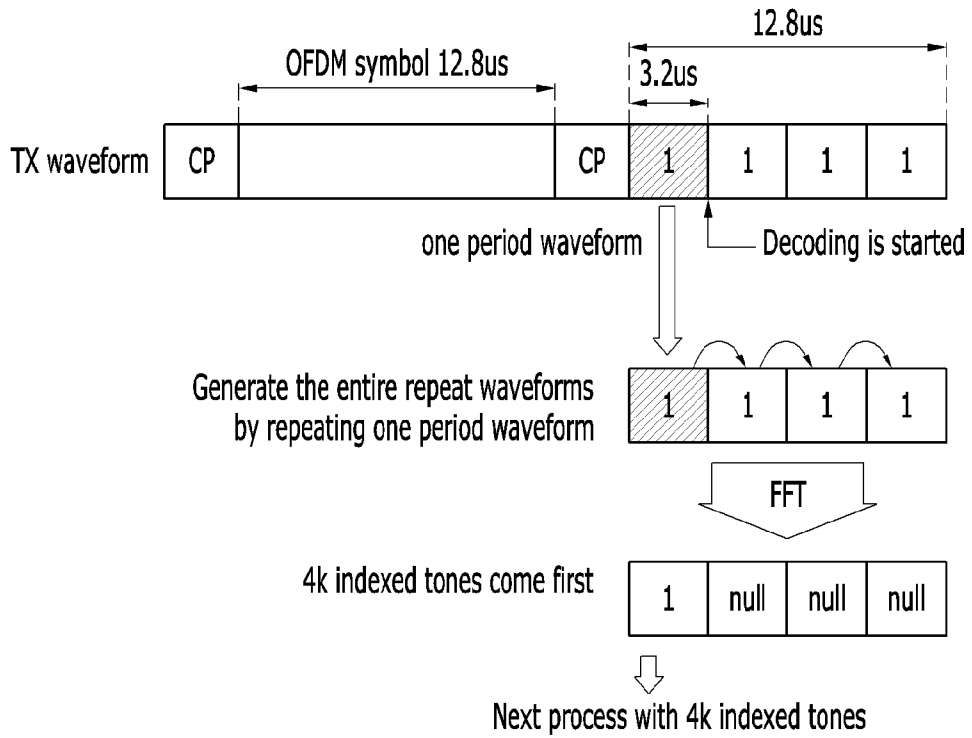 12.8us
OFDM symbol 12.8us
3.2us
TX waveform
CP
CP
1
1
1
1
one period waveform
Decoding is started
Generate the entire repeat waveforms
by repeating one period waveform
1
1
1
1
FFT
4k indexed tones come first
1
null
null
null
Next process with 4k indexed tones